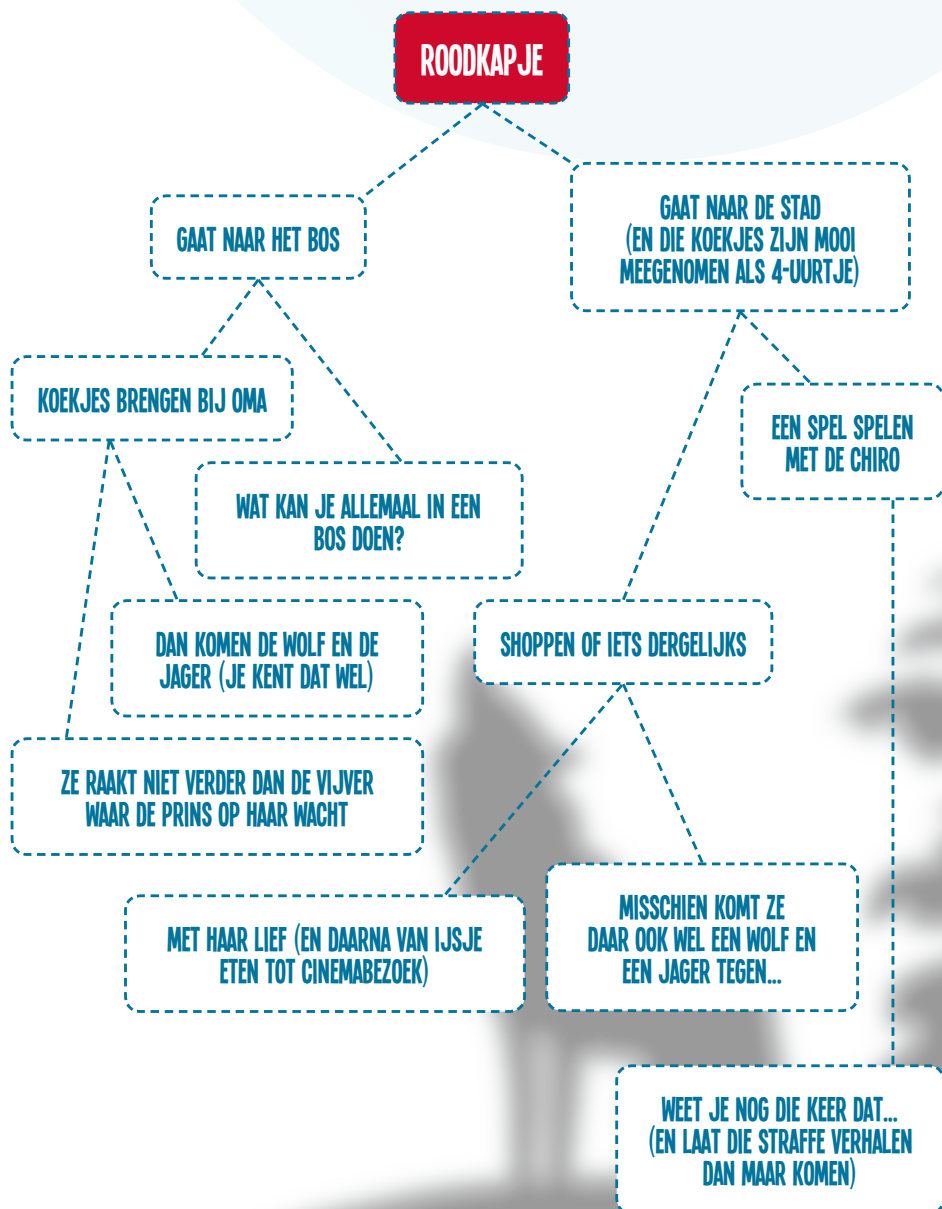 ROODKAPJE
GAAT NAAR HET BOS
GAAT NAAR DE STAD
(EN DIE KOEKJES ZIJN MOOI
MEEGENOMEN ALS 4-UURTJE)
KOEKJES BRENGEN BIJ OMA
EEN SPEL SPELEN
MET DE CHIRO
WAT KAN JE ALLEMAAL IN EEN
BOS DOEN?
DAN KOMEN DE WOLF EN DE
JAGER (JE KENT DAT WEL)
SHOPPEN OF IETS DERGELIJKS
ZE RAAKT NIET VERDER DAN DE VIJVER
WAAR DE PRINS OP HAAR WACHT
MET HAAR LIEF (EN DAARNA VAN IJSJE
ETEN TOT CINEMABEZOEK)
MISSCHIEN KOMT ZE
DAAR OOK WEL EEN WOLF EN
EEN JAGER TEGEN...
WEET JE NOG DIE KEER DAT...
(EN LAAT DIE STRAFFE VERHALEN
DAN MAAR KOMEN)